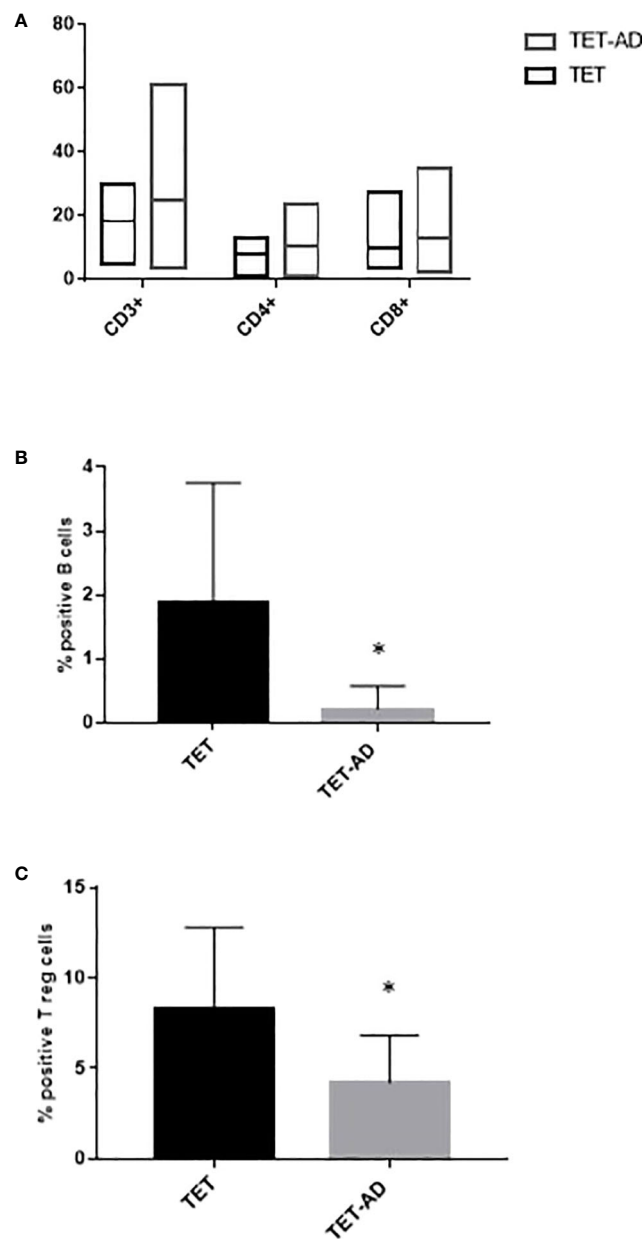 A
80
60
40
20
0
CD3+
CD4+
CD8+
TET-AD
TET
B
% positive B cells
4
3
2
1
0
*
TET
TET-AD
C
% positive T reg cells
15
10
5
0
*
TET
TET-AD